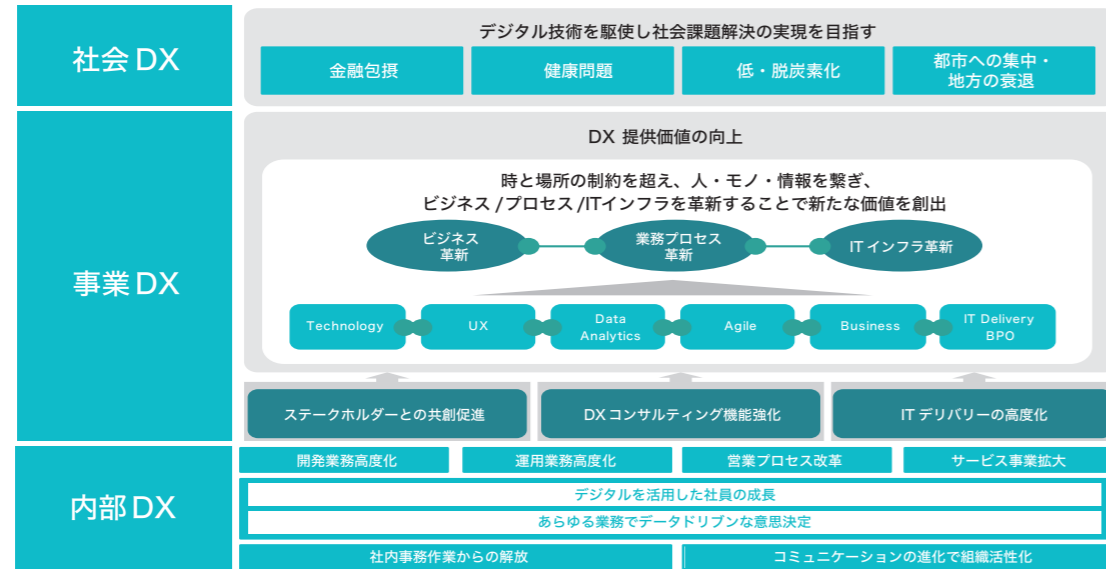 社会 DX
デジタル技術を駆使し社会課題解決の実現を目指す
金融包摂
健康問題
低・脱炭素化
都市への集中・
地方の衰退
事業 DX
DX 提供価値の向上
時と場所の制約を超え、人・モノ・情報を繋ぎ、
ビジネス /プロセス /ITインフラを革新することで新たな価値を創出
ビジネス
革新
業務プロセス
革新
IT インフラ革新
Technology
UX
Data
Analytics
Agile
Business
IT Delivery
BPO
ステークホルダーとの共創促進
DX コンサルティング機能強化
IT デリバリーの高度化
内部 DX
開発業務高度化
運用業務高度化
営業プロセス改革
サービス事業拡大
デジタルを活用した社員の成長
あらゆる業務でデータドリブンな意思決定
社内事務作業からの解放
コミュニケーションの進化で組織活性化